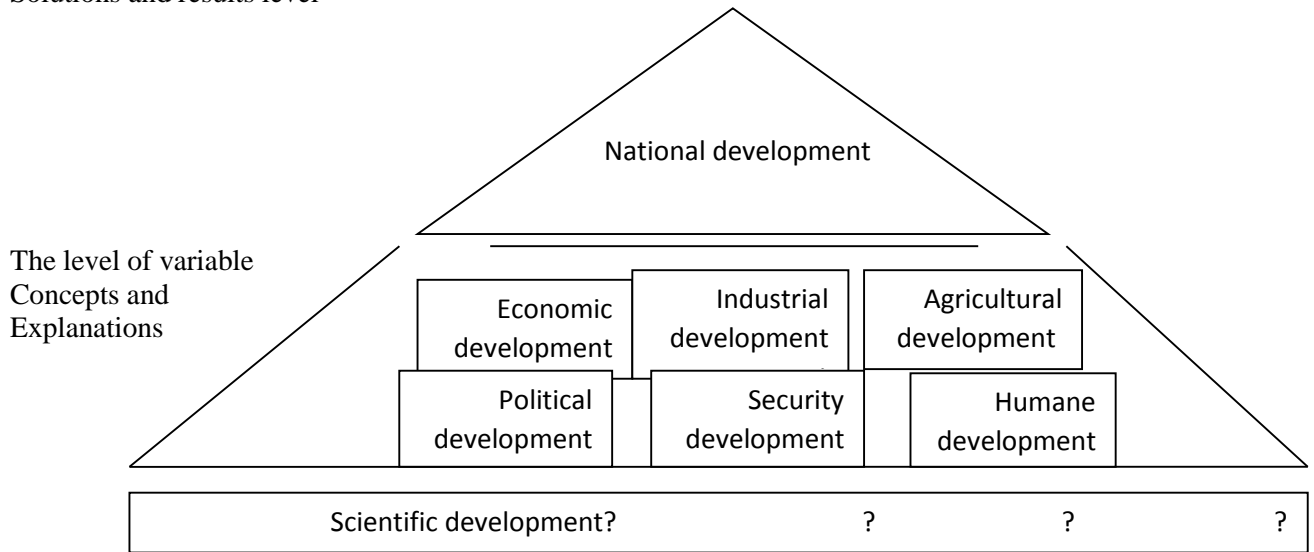 Solutions and results level
National development
The level of variable
Concepts and
Explanations
Economic
development
Industrial
development
Agricultural
development
Political
development
Security
development
Humane
development
Scientific development? ? ? ?